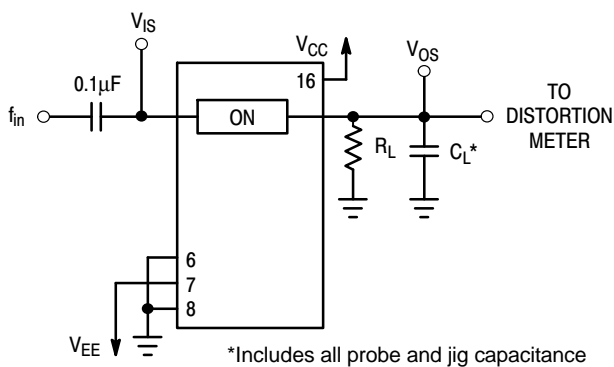 V_IS
V_CC
V_OS
0.1µF
16
f_in
ON
TO
DISTORTION
METER
R_L
C_L*
6
7
8
V_EE
*Includes all probe and jig capacitance